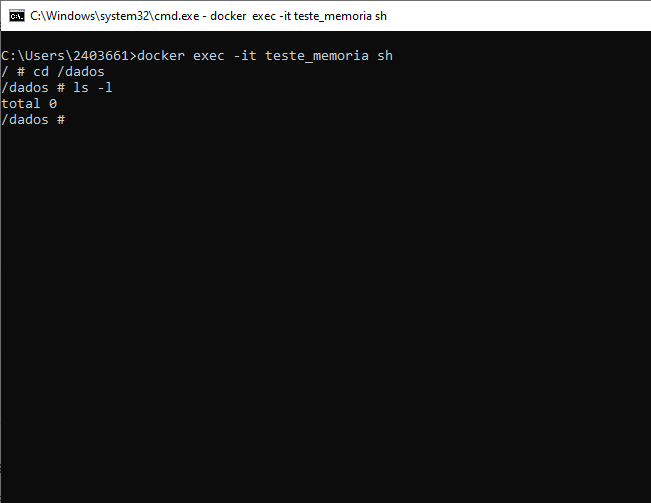 C:\Windows\system32\cmd.exe - docker  exec -it teste_memoria sh
C:\Users\2403661>docker exec -it teste_memoria sh
/ # cd /dados
/dados # ls -l
total 0
/dados #